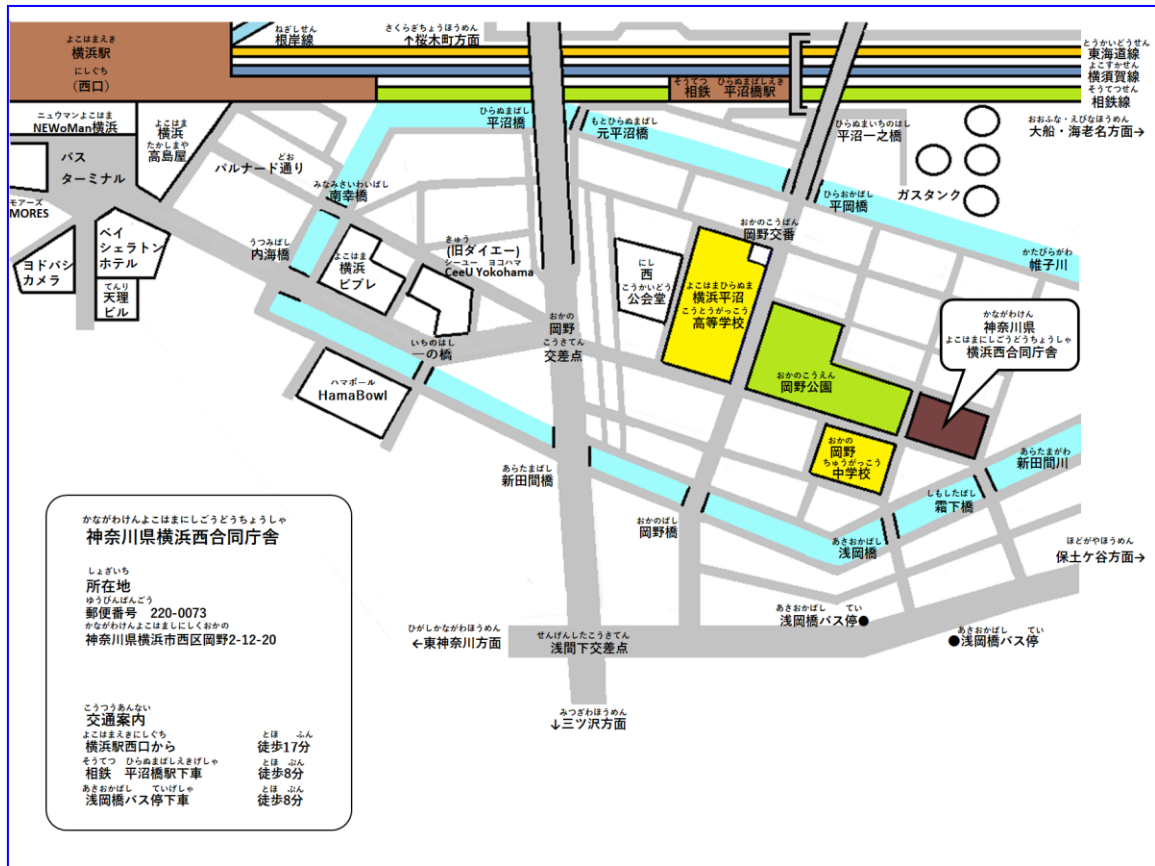 よこはまえき
横浜駅
にしぐち
（西口）
ねぎしせん
根岸線
さくらぎちょうほうめん
↑桜木町方面
とうかいどうせん
東海道線
よこすかせん
横須賀線
そうてつせん
相鉄線
そうてつ　ひらぬまばしえき
相鉄　平沼橋駅
おおふな・えびなほうめん
大船・海老名方面→
ニュウマンよこはま
NEWoMan横浜
よこはま
横浜
たかしまや
高島屋
バス
ターミナル
モアーズ
MORES
ヨドバシ
カメラ
ベイ
シェラトン
ホテル
てんり
天理
ビル
パルナード通り
どお
みなみさいわいばし
南幸橋
うつみばし
内海橋
ひらぬまばし
平沼橋
もとひらぬまばし
元平沼橋
ひらぬまいちのはし
平沼一之橋
ひらおかばし
平岡橋
ガスタンク
かたびらがわ
帷子川
おかのこうばん
岡野交番
よこはま
横浜
ビブレ
きゅう
(旧ダイエー)
シーユー　ヨコハマ
CeeU Yokohama
にし
西
こうかいどう
公会堂
よこはまひらぬま
横浜平沼
こうとうがっこう
高等学校
おかの
岡野
こうさてん
交差点
いちのはし
一の橋
ハマボール
HamaBowl
おかのこうえん
岡野公園
かながわけん
神奈川県
よこはまにしごうどうちょうしゃ
横浜西合同庁舎
おかの
岡野
ちゅうがっこう
中学校
あらたまばし
新田間橋
おかのばし
岡野橋
あさおかばし
浅岡橋
しもしたばし
霜下橋
あらたまがわ
新田間川
ほどがやほうめん
保土ケ谷方面→
あさおかばし　てい
浅岡橋バス停●
あさおかばし　てい
●浅岡橋バス停
ひがしかながわほうめん
←東神奈川方面
せんげんしたこうさてん
浅間下交差点
みつざわほうめん
↓三ツ沢方面
かながわけんよこはまにしごうどうちょうしゃ
神奈川県横浜西合同庁舎
しょざいち
所在地
ゆうびんばんごう
郵便番号　220-0073
かながわけんよこはましにしくおかの
神奈川県横浜市西区岡野2-12-20
こうつうあんない
交通案内
よこはまえきにしぐち　とほ　ふん
横浜駅西口から　徒歩17分
そうてつ　ひらぬまばしえきげしゃ　とほ　ぷん
相鉄　平沼橋駅下車　徒歩8分
あさおかばし　ていげしゃ　とほ　ぷん
浅岡橋バス停下車　徒歩8分